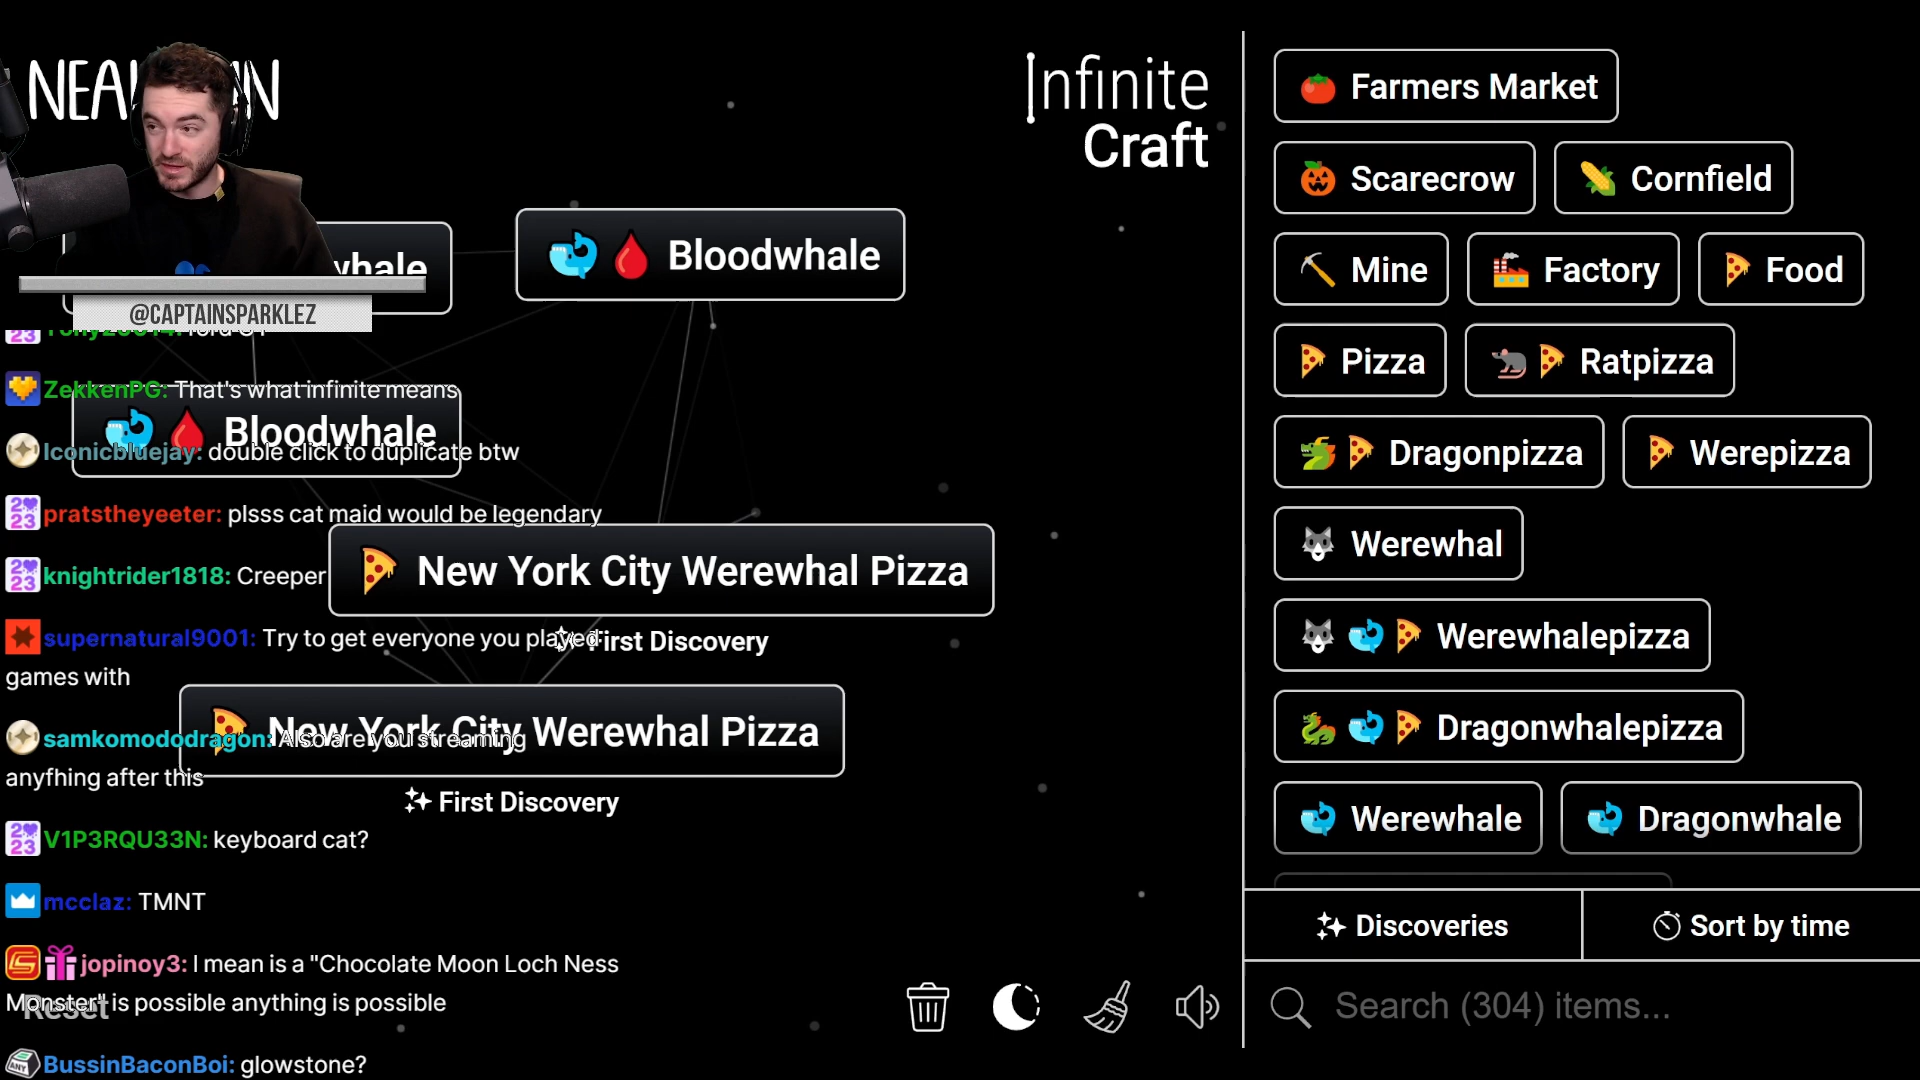 Infinite
Craft
whale
Bloodwhale
@CAPTAINSPARKLEZ
ZekkenPG: That's what infinite means
Bloodwhale
Iconicbluejay: double click to duplicate btw
pratstheyeeter: plsss cat maid would be legendary
knightrider1818: Creeper
New York City Werewhal Pizza
First Discovery
supernatural9001: Try to get everyone you played
games with
New York City Werewhal Pizza
samkomododragon: Also are you streaming
anyfhing after this
First Discovery
V1P3RQU33N: keyboard cat?
mcclaz: TMNT
jopinoy3: I mean is a "Chocolate Moon Loch Ness
Monster" is possible anything is possible
Reset
BussinBaconBoi: glowstone?
Farmers Market
Scarecrow
Cornfield
Mine
Factory
Food
Pizza
Ratpizza
Dragonpizza
Werepizza
Werewhal
Werewhalepizza
Dragonwhalepizza
Werewhale
Dragonwhale
Discoveries
Sort by time
Search (304) items...